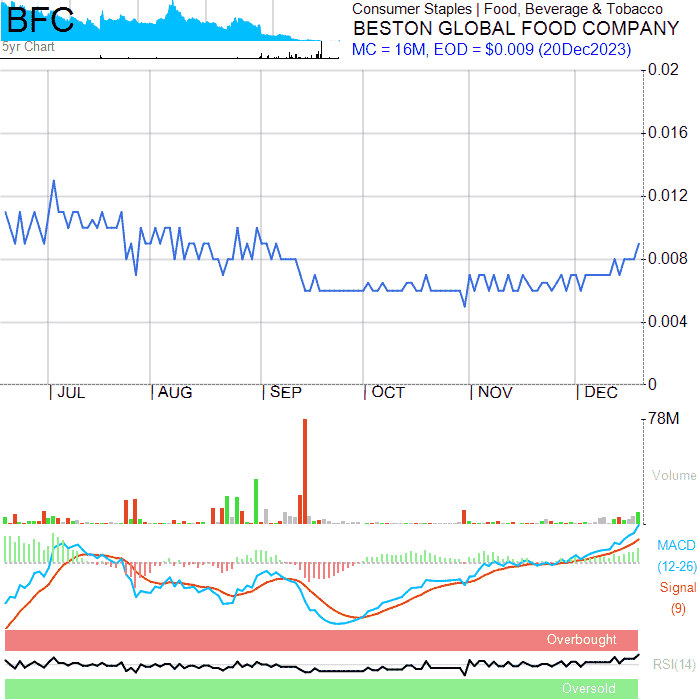 BFC
5yr Chart
Consumer Staples | Food, Beverage & Tobacco
BESTON GLOBAL FOOD COMPANY
MC = 16M, EOD = $0.009 (20Dec2023)
0.02
0.016
0.012
0.008
0.004
0
JUL AUG SEP OCT NOV DEC
78M
Volume
MACD
(12-26)
Signal
(9)
Overbought
RSI(14)
Oversold